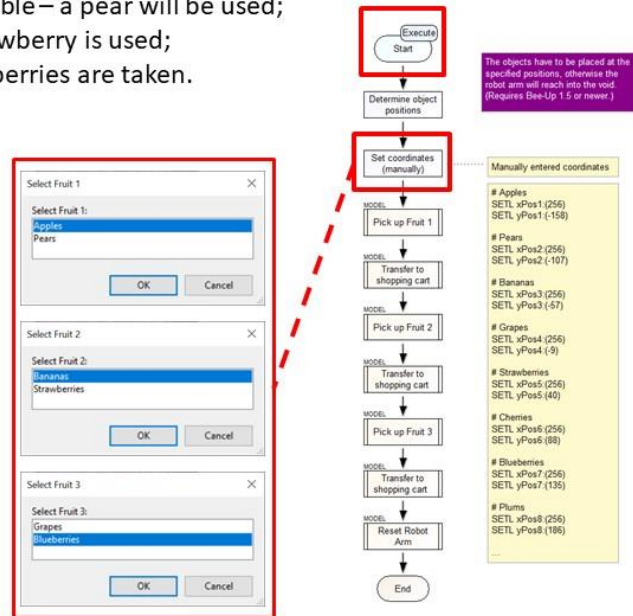 ble – a pear will be used;
wberry is used;
berries are taken.
Select Fruit 1
Select Fruit 1:
Apples
Pears
OK Cancel
Select Fruit 2
Select Fruit 2:
Bananas
Strawberries
OK Cancel
Select Fruit 3
Select Fruit 3:
Grapes
Blueberries
OK Cancel
Execute
Start
Determine object
positions
Set coordinates
(manually)
MODEL
Pick up Fruit 1
MODEL
Transfer to
shopping cart
MODEL
Pick up Fruit 2
MODEL
Transfer to
shopping cart
MODEL
Pick up Fruit 3
MODEL
Transfer to
shopping cart
MODEL
Reset Robot
Arm
End
The objects have to be placed at the
specified positions, otherwise the
robot arm will reach into the void.
(Requires Bee-Up 1.5 or newer.)
Manually entered coordinates
# Apples
SETL xPos1:(256)
SETL yPos1:(-158)
# Pears
SETL xPos2:(256)
SETL yPos2:(-107)
# Bananas
SETL xPos3:(256)
SETL yPos3:(-57)
# Grapes
SETL xPos4:(256)
SETL yPos4:(-9)
# Strawberries
SETL xPos5:(256)
SETL yPos5:(40)
# Cherries
SETL xPos6:(256)
SETL yPos6:(88)
# Blueberries
SETL xPos7:(256)
SETL yPos7:(135)
# Plums
SETL xPos8:(256)
SETL yPos8:(186)
...